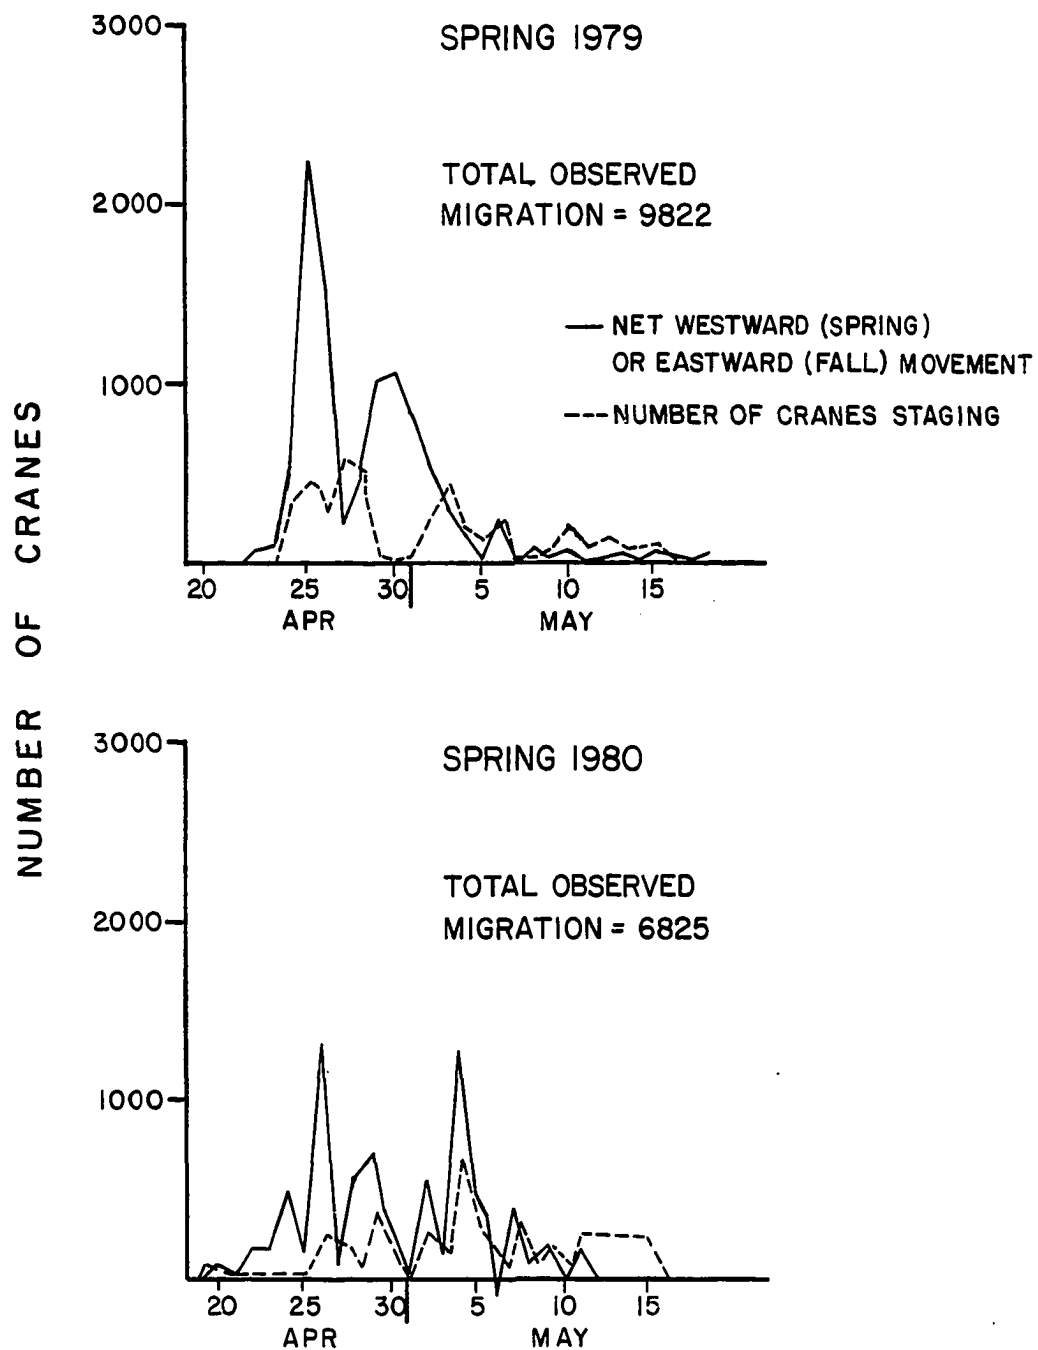 NUMBER OF CRANES
SPRING 1979
3000
2000
1000
TOTAL OBSERVED
MIGRATION = 9822
NET WESTWARD (SPRING)
OR EASTWARD (FALL) MOVEMENT
NUMBER OF CRANES STAGING
20 25 30 5 10 15
APR MAY
SPRING 1980
3000
2000
1000
TOTAL OBSERVED
MIGRATION = 6825
20 25 30 5 10 15
APR MAY